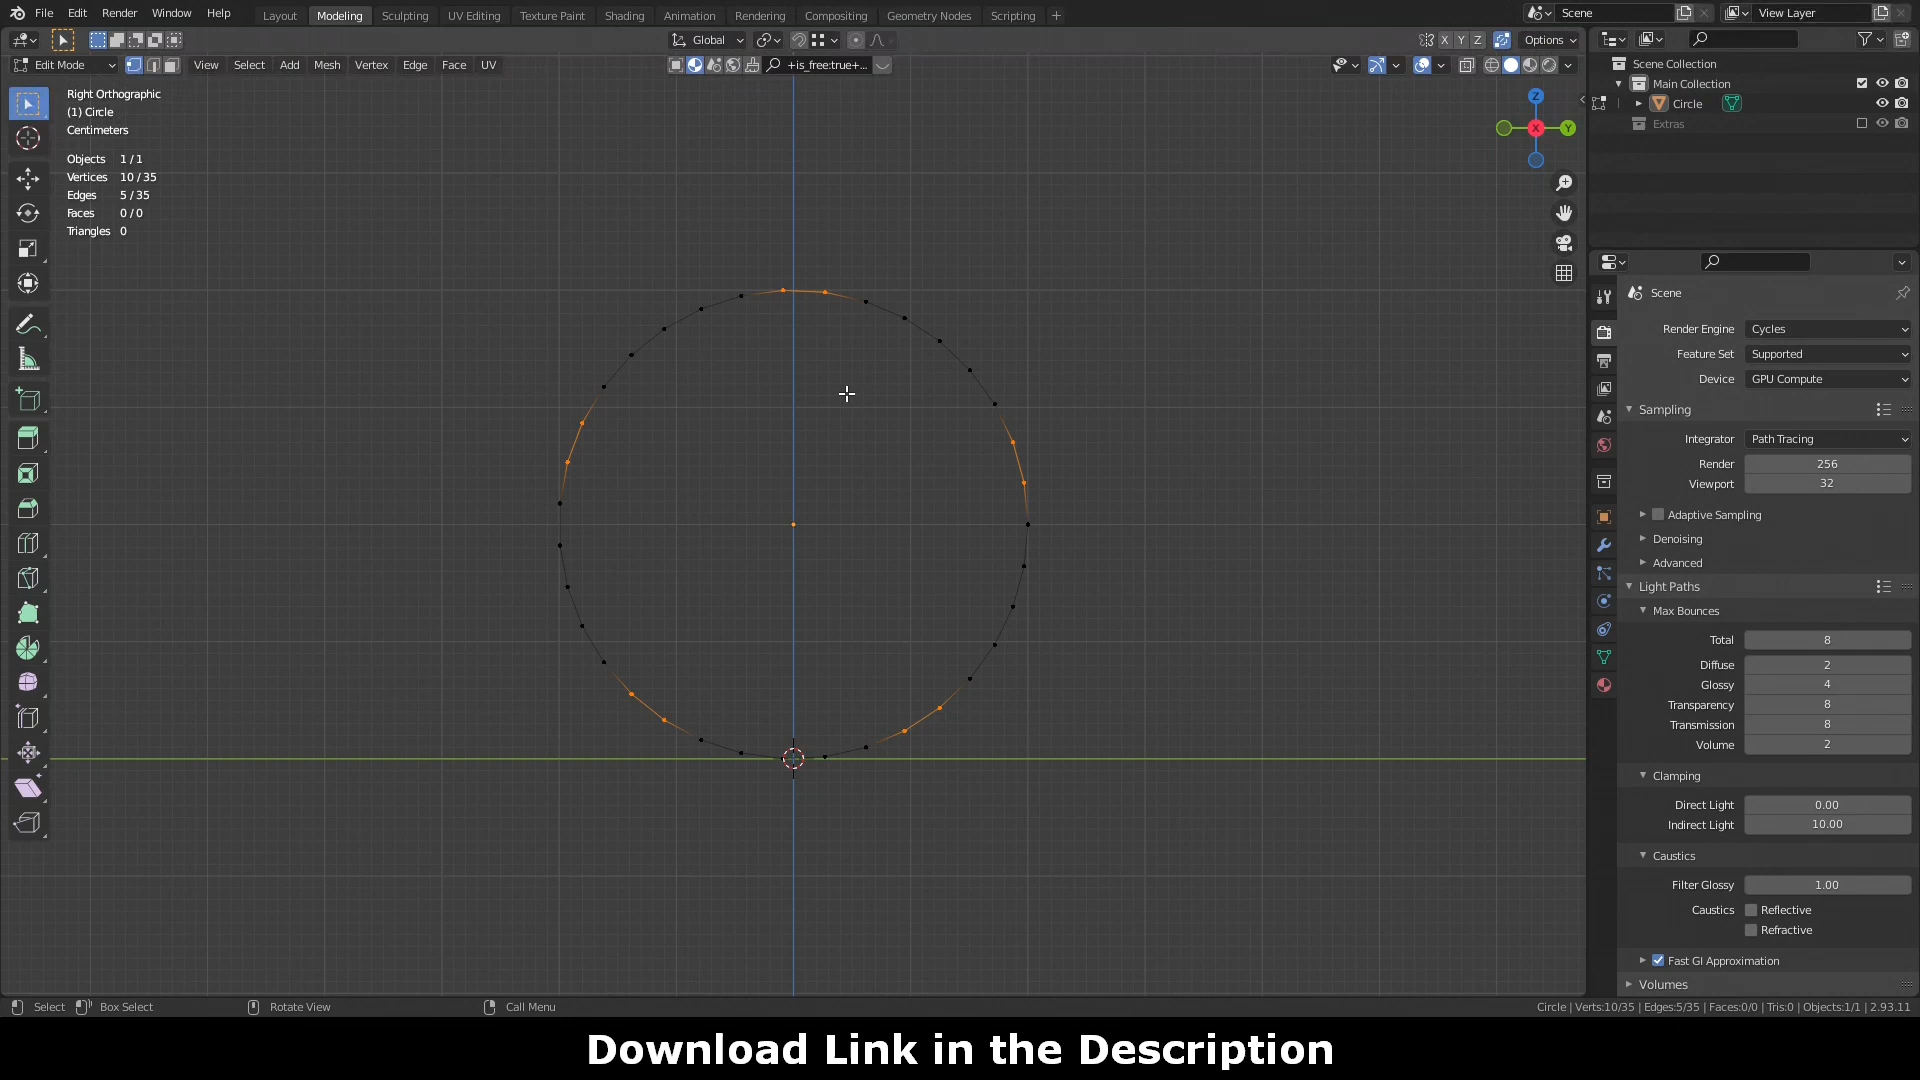 File Edit Render Window Help Layout Modeling Sculpting UV Editing Texture Paint Shading Animation Rendering Compositing Geometry Nodes Scripting + Scene View Layer
Global X Y Z Options
Edit Mode View Select Add Mesh Vertex Edge Face UV +is_free:true+...
Scene Collection
Main Collection
Circle
Extras
Right Orthographic
(1) Circle
Centimeters
Objects 1 / 1
Vertices 10 / 35
Edges 5 / 35
Faces 0 / 0
Triangles 0
Z
X Y
Scene
Render Engine Cycles
Feature Set Supported
Device GPU Compute
Sampling
Integrator Path Tracing
Render 256
Viewport 32
Adaptive Sampling
Denoising
Advanced
Light Paths
Max Bounces
Total 8
Diffuse 2
Glossy 4
Transparency 8
Transmission 8
Volume 2
Clamping
Direct Light 0.00
Indirect Light 10.00
Caustics
Filter Glossy 1.00
Caustics Reflective
Refractive
Fast GI Approximation
Volumes
Select Box Select Rotate View Call Menu Circle | Verts:10/35 | Edges:5/35 | Faces:0/0 | Tris:0 | Objects:1/1 | 2.93.11
Download Link in the Description